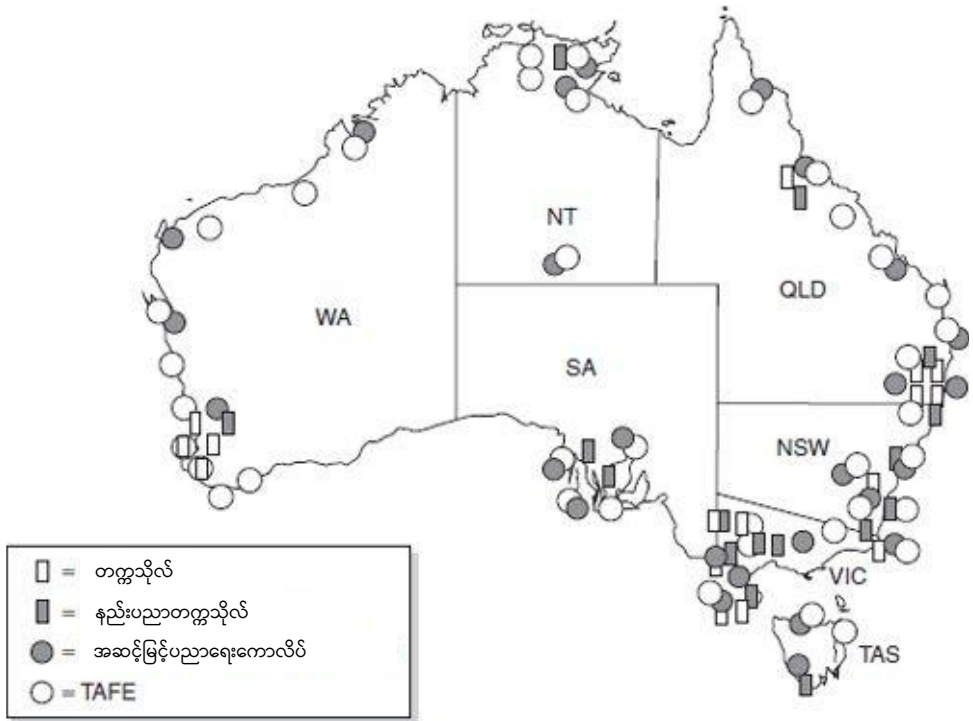 NT
QLD
WA
SA
NSW
VIC
TAS
= တက္ကသိုလ်
= နည်းပညာတက္ကသိုလ်
= အဆင့်မြင့်ပညာရေးကောလိပ်
= TAFE